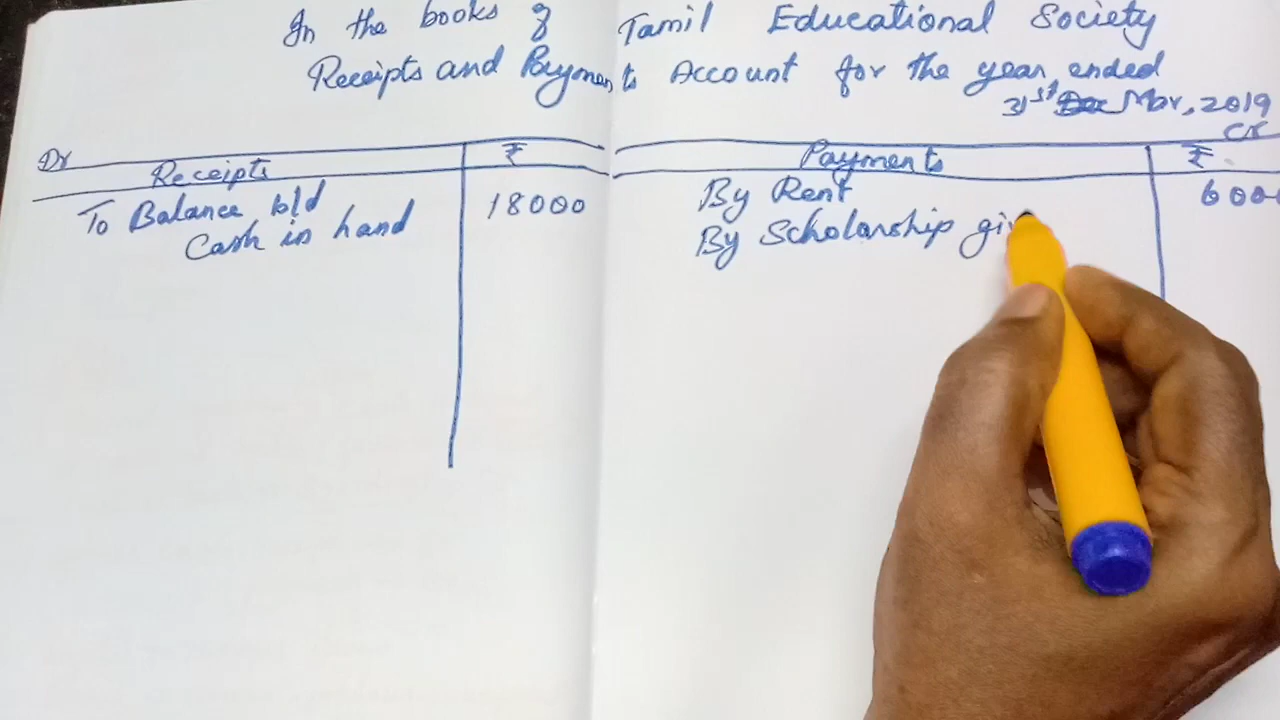 In the books of Tamil Educational Society
Receipts and Payments Account for the year ended
31st Mar, 2019
Dr
Cr
Receipts ₹
Payments ₹
To Balance b/d
Cash in hand 18000
By Rent 6000
By Scholarship gi